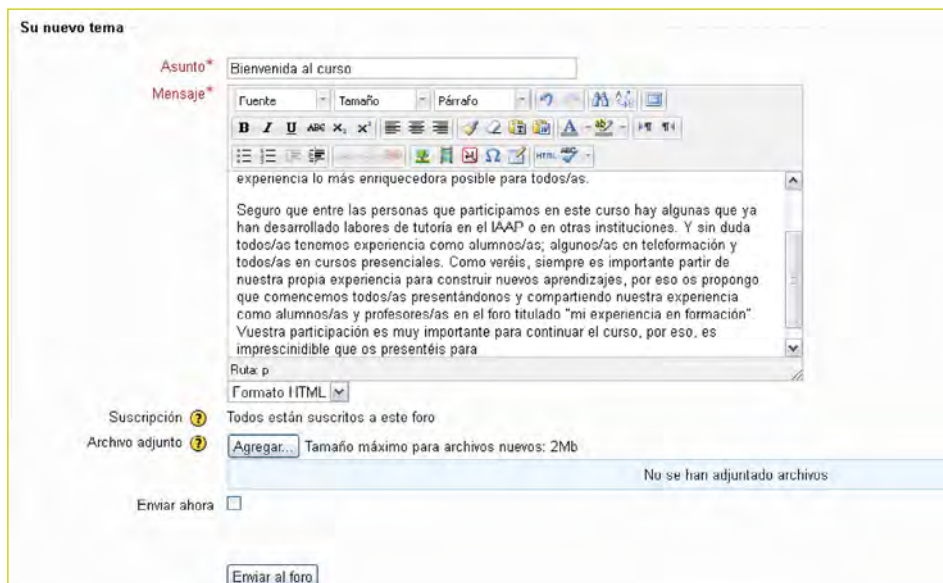 Su nuevo tema
Asunto* Bienvenida al curso
Mensaje*
Fuente Tamaño Párrafo
B I U ABC X₂ X² A ab
Ω HTML ABC
experiencia lo más enriquecedora posible para todos/as.
Seguro que entre las personas que participamos en este curso hay algunas que ya
han desarrollado labores de tutoría en el IAAP o en otras instituciones. Y sin duda
todos/as tenemos experiencia como alumnos/as; algunos/as en teleformación y
todos/as en cursos presenciales. Como veréis, siempre es importante partir de
nuestra propia experiencia para construir nuevos aprendizajes, por eso os propongo
que comencemos todos/as presentándonos y compartiendo nuestra experiencia
como alumnos/as y profesores/as en el foro titulado "mi experiencia en formación".
Vuestra participación es muy importante para continuar el curso, por eso, es
imprescinidible que os presentéis para
Ruta: p
Formato HTML
Suscripción ? Todos están suscritos a este foro
Archivo adjunto ? Agregar... Tamaño máximo para archivos nuevos: 2Mb
No se han adjuntado archivos
Enviar ahora
Enviar al foro